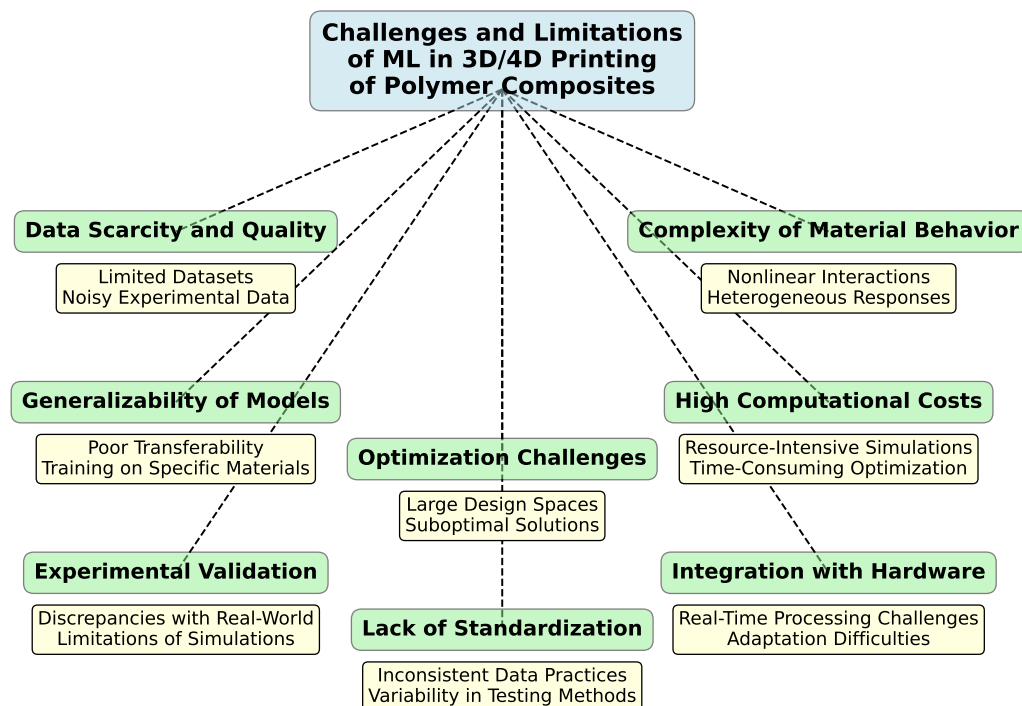 Challenges and Limitations
of ML in 3D/4D Printing
of Polymer Composites
Data Scarcity and Quality
Limited Datasets
Noisy Experimental Data
Complexity of Material Behavior
Nonlinear Interactions
Heterogeneous Responses
Generalizability of Models
Poor Transferability
Training on Specific Materials
High Computational Costs
Resource-Intensive Simulations
Time-Consuming Optimization
Optimization Challenges
Large Design Spaces
Suboptimal Solutions
Experimental Validation
Discrepancies with Real-World
Limitations of Simulations
Integration with Hardware
Real-Time Processing Challenges
Adaptation Difficulties
Lack of Standardization
Inconsistent Data Practices
Variability in Testing Methods